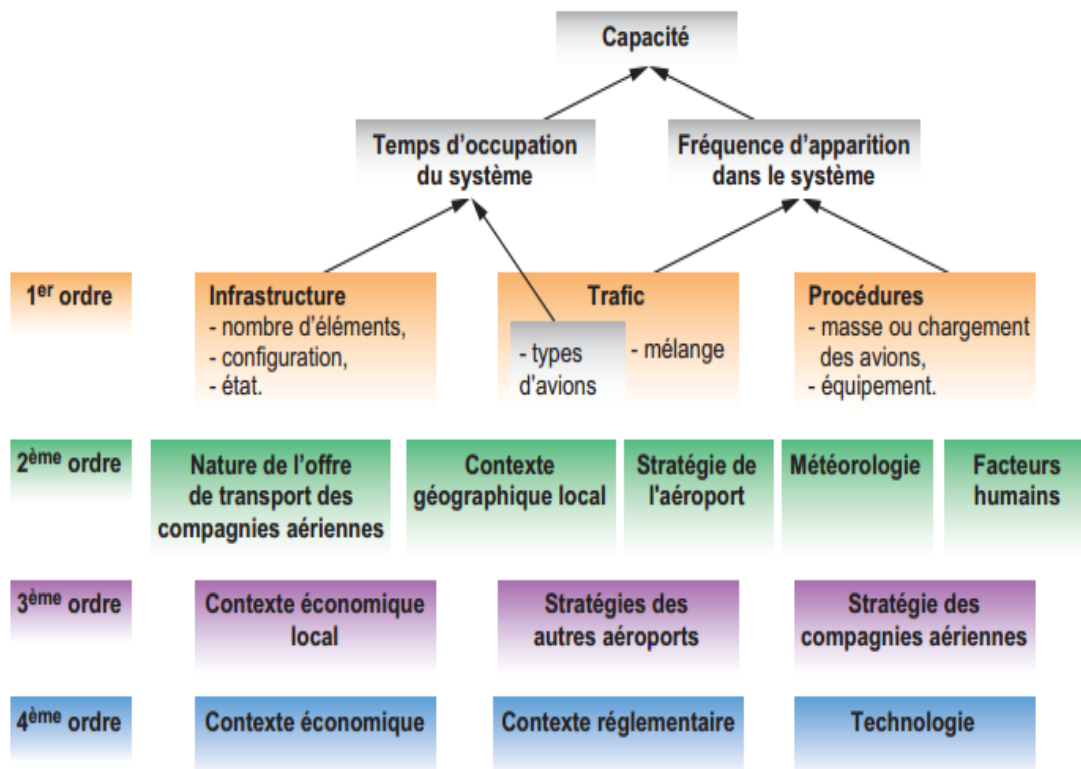 Capacité
Temps d’occupation
du système
Fréquence d’apparition
dans le système
1er ordre
Infrastructure
- nombre d’éléments,
- configuration,
- état.
Trafic
- types
d’avions
- mélange
Procédures
- masse ou chargement
des avions,
- équipement.
2ème ordre
Nature de l’offre
de transport des
compagnies aériennes
Contexte
géographique local
Stratégie de
l'aéroport
Météorologie
Facteurs
humains
3ème ordre
Contexte économique
local
Stratégies des
autres aéroports
Stratégie des
compagnies aériennes
4ème ordre
Contexte économique
Contexte réglementaire
Technologie